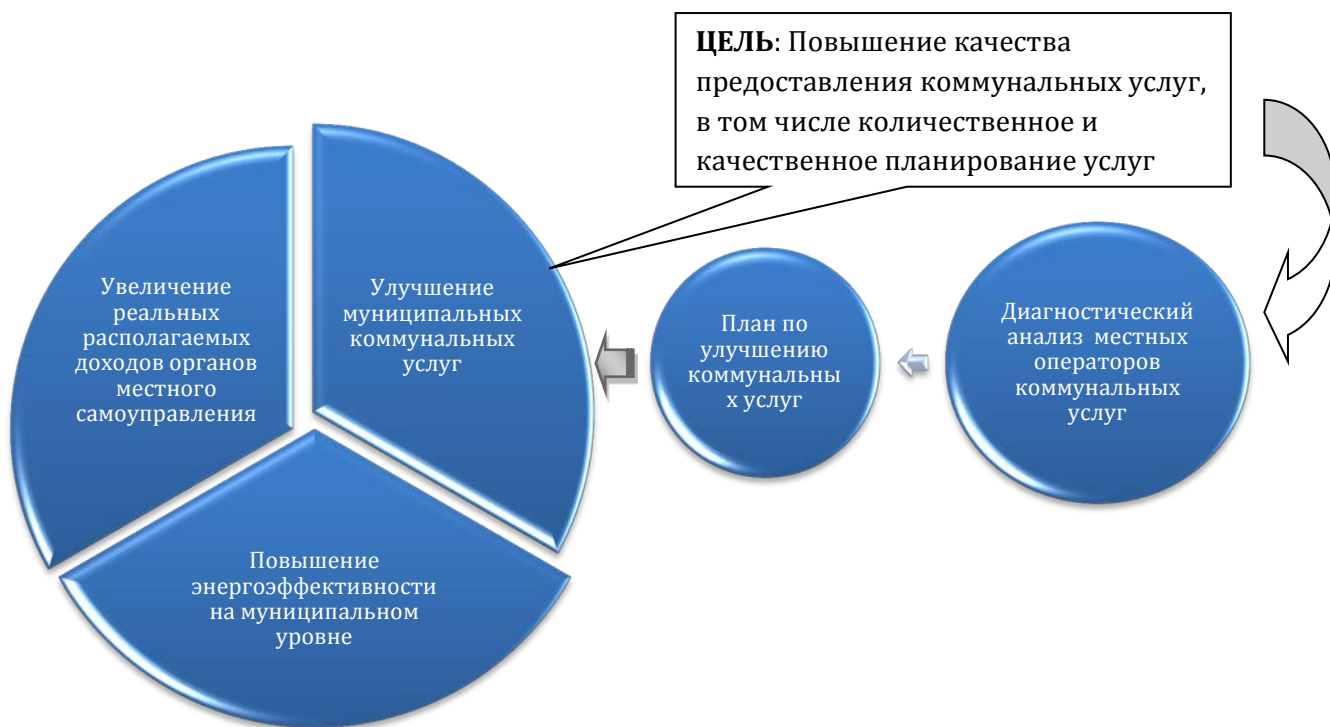 ЦЕЛЬ: Повышение качества
предоставления коммунальных услуг,
в том числе количественное и
качественное планирование услуг
Увеличение
реальных
располагаемых
доходов органов
местного
самоуправления
Улучшение
муниципальных
коммунальных
услуг
План по
улучшению
коммунальны
х услуг
Диагностический
анализ местных
операторов
коммунальных
услуг
Повышение
энергоэффективности
на муниципальном
уровне